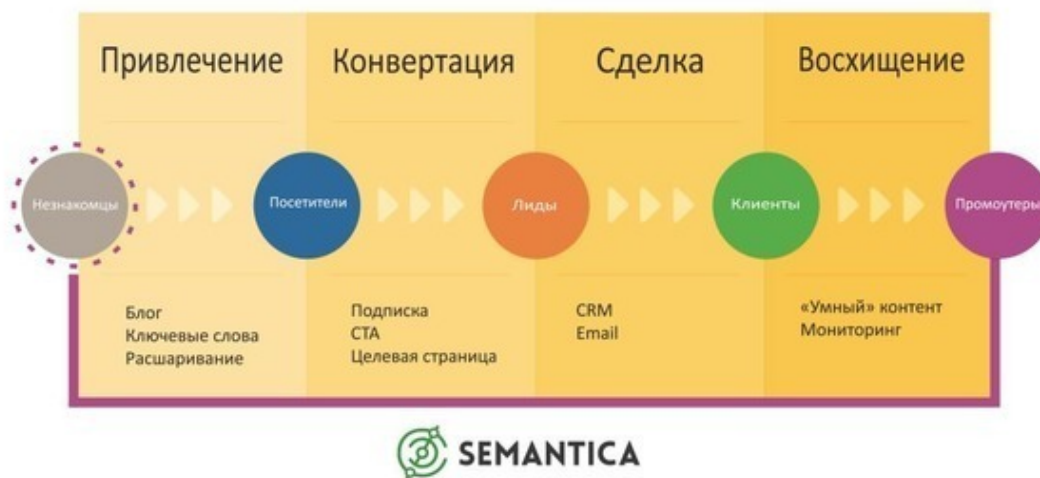 Привлечение
Конвертация
Сделка
Восхищение
Незнакомцы
Посетители
Лиды
Клиенты
Промоутеры
Блог
Ключевые слова
Расшаривание
Подписка
CTA
Целевая страница
CRM
Email
«Умный» контент
Мониторинг
SEMANTICA